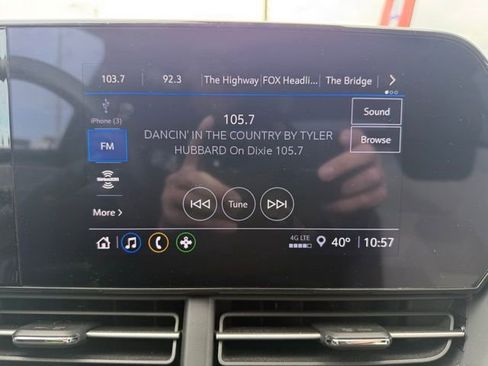 103.7 92.3 The Highway FOX Headli... The Bridge
iPhone (3)
FM
SiriusXM
More >
105.7
DANCIN' IN THE COUNTRY BY TYLER
HUBBARD On Dixie 105.7
Tune
Sound
Browse
4G LTE
40° 10:57